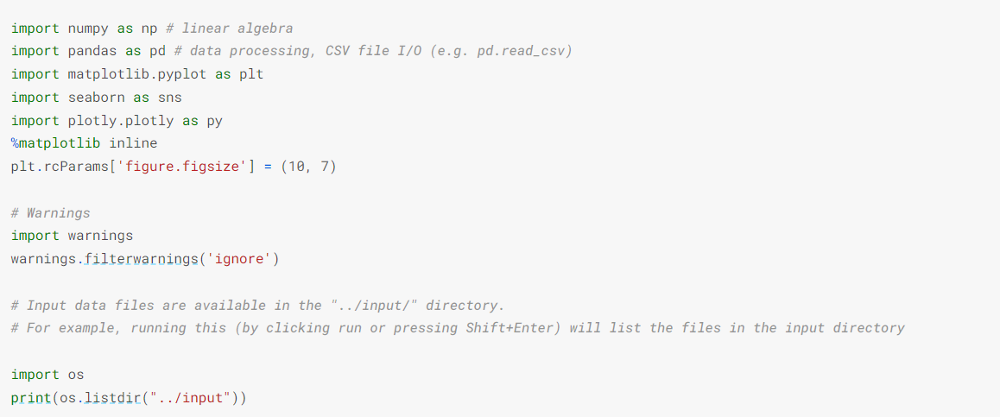 import numpy as np # linear algebra
import pandas as pd # data processing, CSV file I/O (e.g. pd.read_csv)
import matplotlib.pyplot as plt
import seaborn as sns
import plotly.plotly as py
%matplotlib inline
plt.rcParams['figure.figsize'] = (10, 7)
# Warnings
import warnings
warnings.filterwarnings('ignore')
# Input data files are available in the "../input/" directory.
# For example, running this (by clicking run or pressing Shift+Enter) will list the files in the input directory
import os
print(os.listdir("../input"))